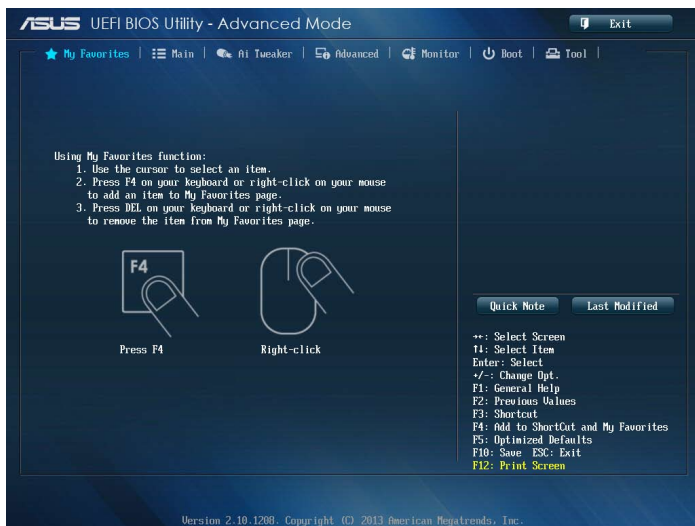 ASUS UEFI BIOS Utility - Advanced Mode
Exit
My Favorites | Main | Ai Tweaker | Advanced | Monitor | Boot | Tool |
Using My Favorites function:
1. Use the cursor to select an item.
2. Press F4 on your keyboard or right-click on your mouse
to add an item to My Favorites page.
3. Press DEL on your keyboard or right-click on your mouse
to remove the item from My Favorites page.
F4
Press F4
Right-click
Quick Note
Last Modified
→←: Select Screen
↑↓: Select Item
Enter: Select
+/-: Change Opt.
F1: General Help
F2: Previous Values
F3: Shortcut
F4: Add to ShortCut and My Favorites
F5: Optimized Defaults
F10: Save ESC: Exit
F12: Print Screen
Version 2.10.1208. Copyright (C) 2013 American Megatrends, Inc.